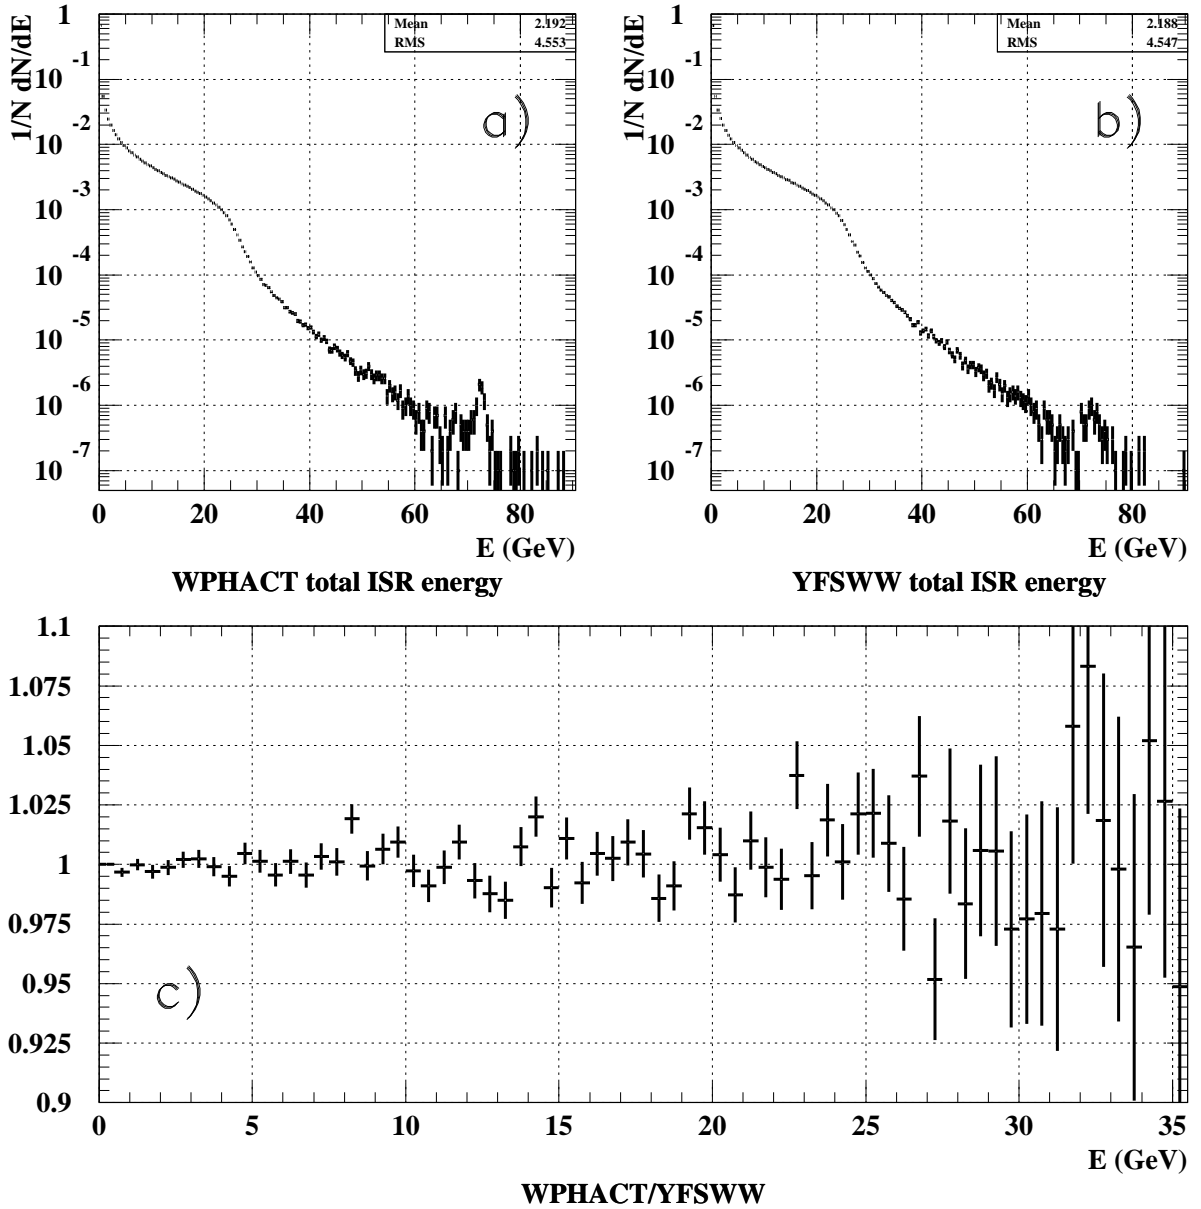 1/N dN/dE
Mean 2.192
RMS 4.553
a)
1
10 -1
10 -2
10 -3
10 -4
10 -5
10 -6
10 -7
0 20 40 60 80
E (GeV)
WPHACT total ISR energy
1/N dN/dE
Mean 2.188
RMS 4.547
b)
1
10 -1
10 -2
10 -3
10 -4
10 -5
10 -6
10 -7
0 20 40 60 80
E (GeV)
YFSWW total ISR energy
1.1
1.075
1.05
1.025
1
0.975
0.95
0.925
0.9
c)
0 5 10 15 20 25 30 35
E (GeV)
WPHACT/YFSWW